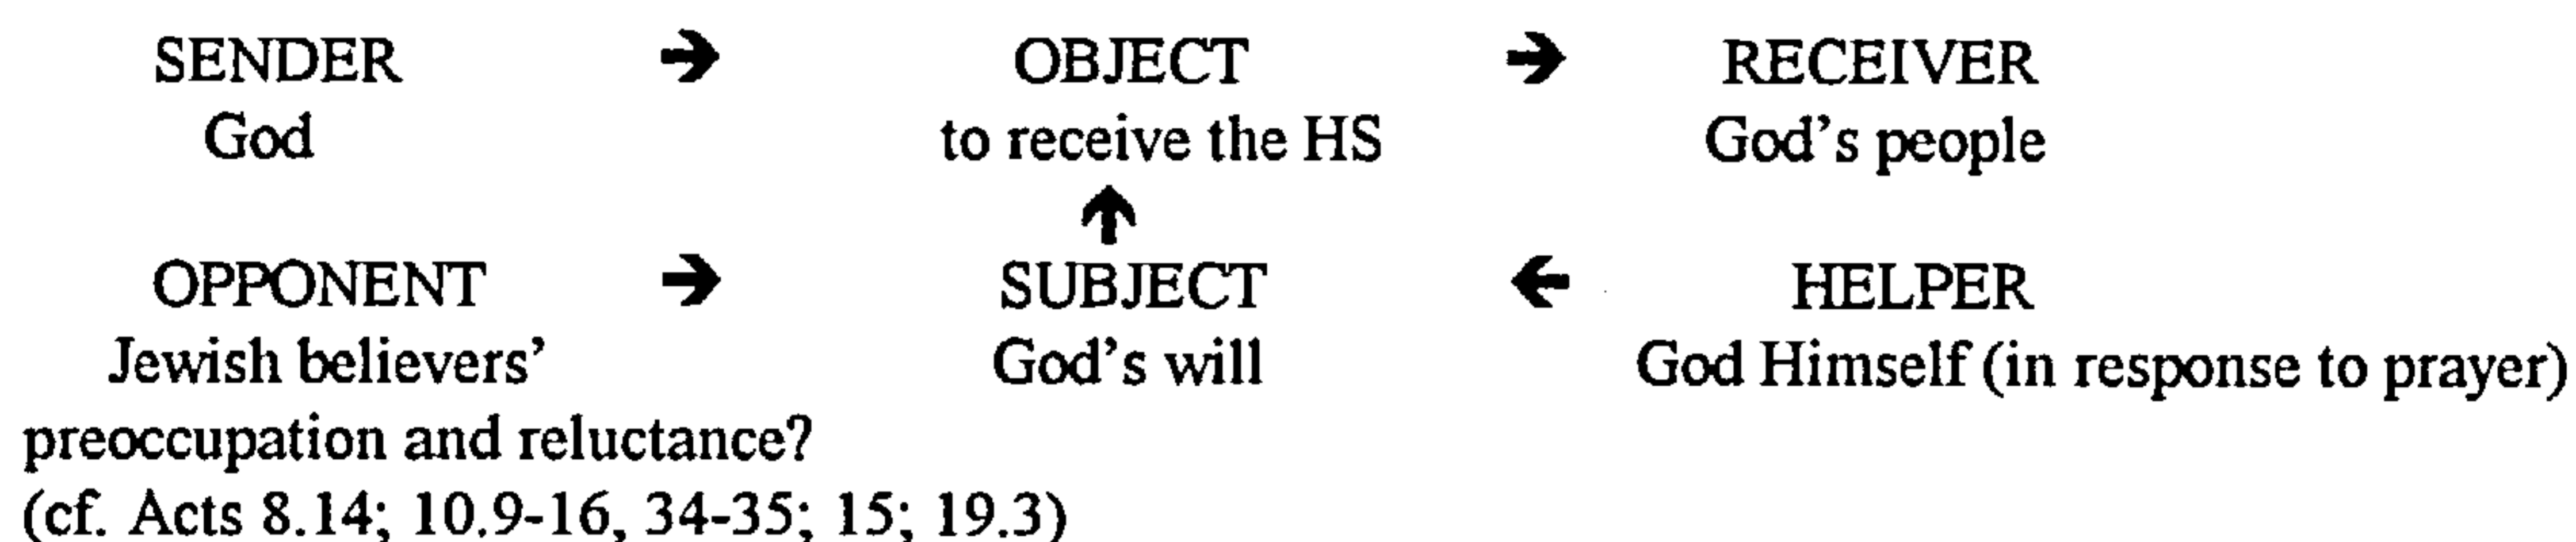 SENDER → OBJECT → RECEIVER
God to receive the HS God's people
↑
OPPONENT → SUBJECT ← HELPER
Jewish believers' God's will God Himself (in response to prayer)
preoccupation and reluctance?
(cf. Acts 8.14; 10.9-16, 34-35; 15; 19.3)